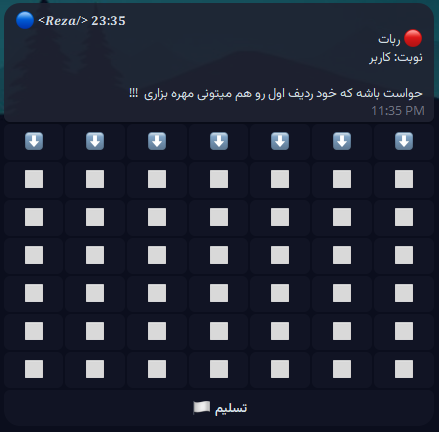 🔵 <Reza/> 23:35
🔴 ربات
نوبت: کاربر
حواست باشه که خود ردیف اول رو هم میتونی مهره بزاری !!!
11:35 PM
تسلیم 🏳️